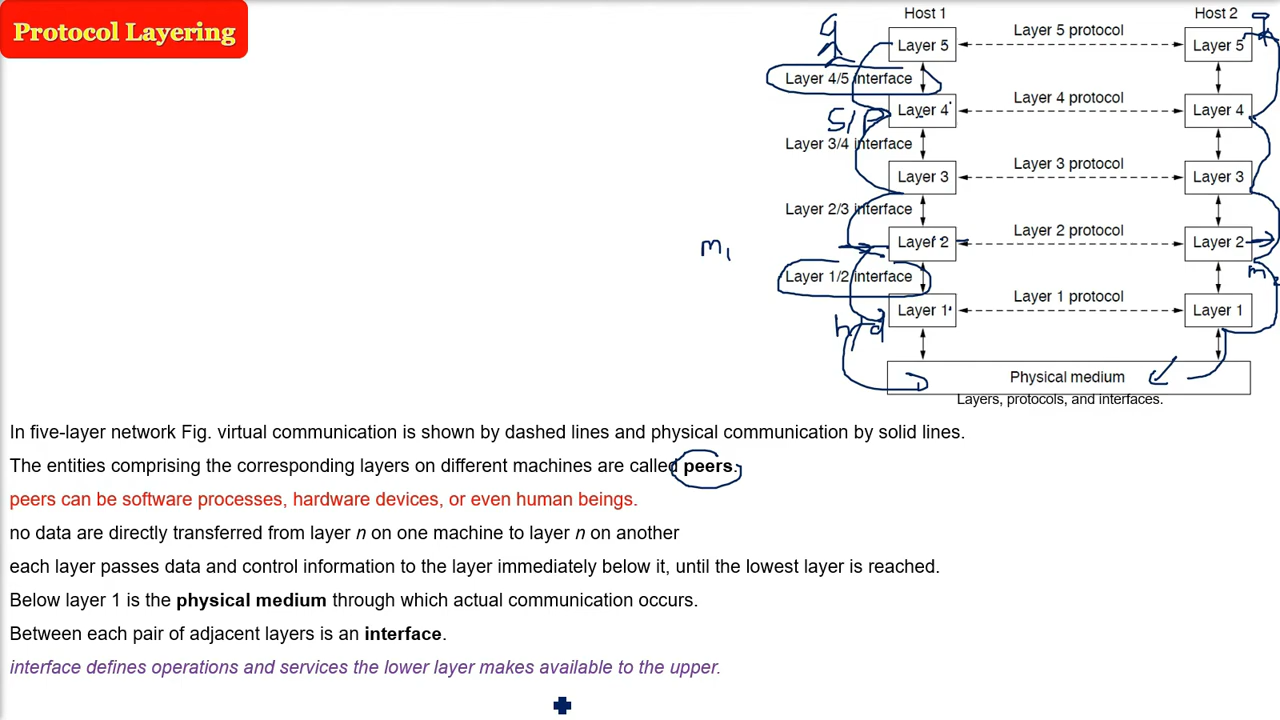 Protocol Layering
Host 1
Host 2
Layer 5
Layer 5 protocol
Layer 5
Layer 4/5 interface
Layer 4
Layer 4 protocol
Layer 4
S/P
Layer 3/4 interface
Layer 3
Layer 3 protocol
Layer 3
Layer 2/3 interface
Layer 2
Layer 2 protocol
Layer 2
m1
Layer 1/2 interface
Layer 1
Layer 1 protocol
Layer 1
h/d
Physical medium
Layers, protocols, and interfaces.
In five-layer network Fig. virtual communication is shown by dashed lines and physical communication by solid lines.
The entities comprising the corresponding layers on different machines are called peers.
peers can be software processes, hardware devices, or even human beings.
no data are directly transferred from layer n on one machine to layer n on another
each layer passes data and control information to the layer immediately below it, until the lowest layer is reached.
Below layer 1 is the physical medium through which actual communication occurs.
Between each pair of adjacent layers is an interface.
interface defines operations and services the lower layer makes available to the upper.